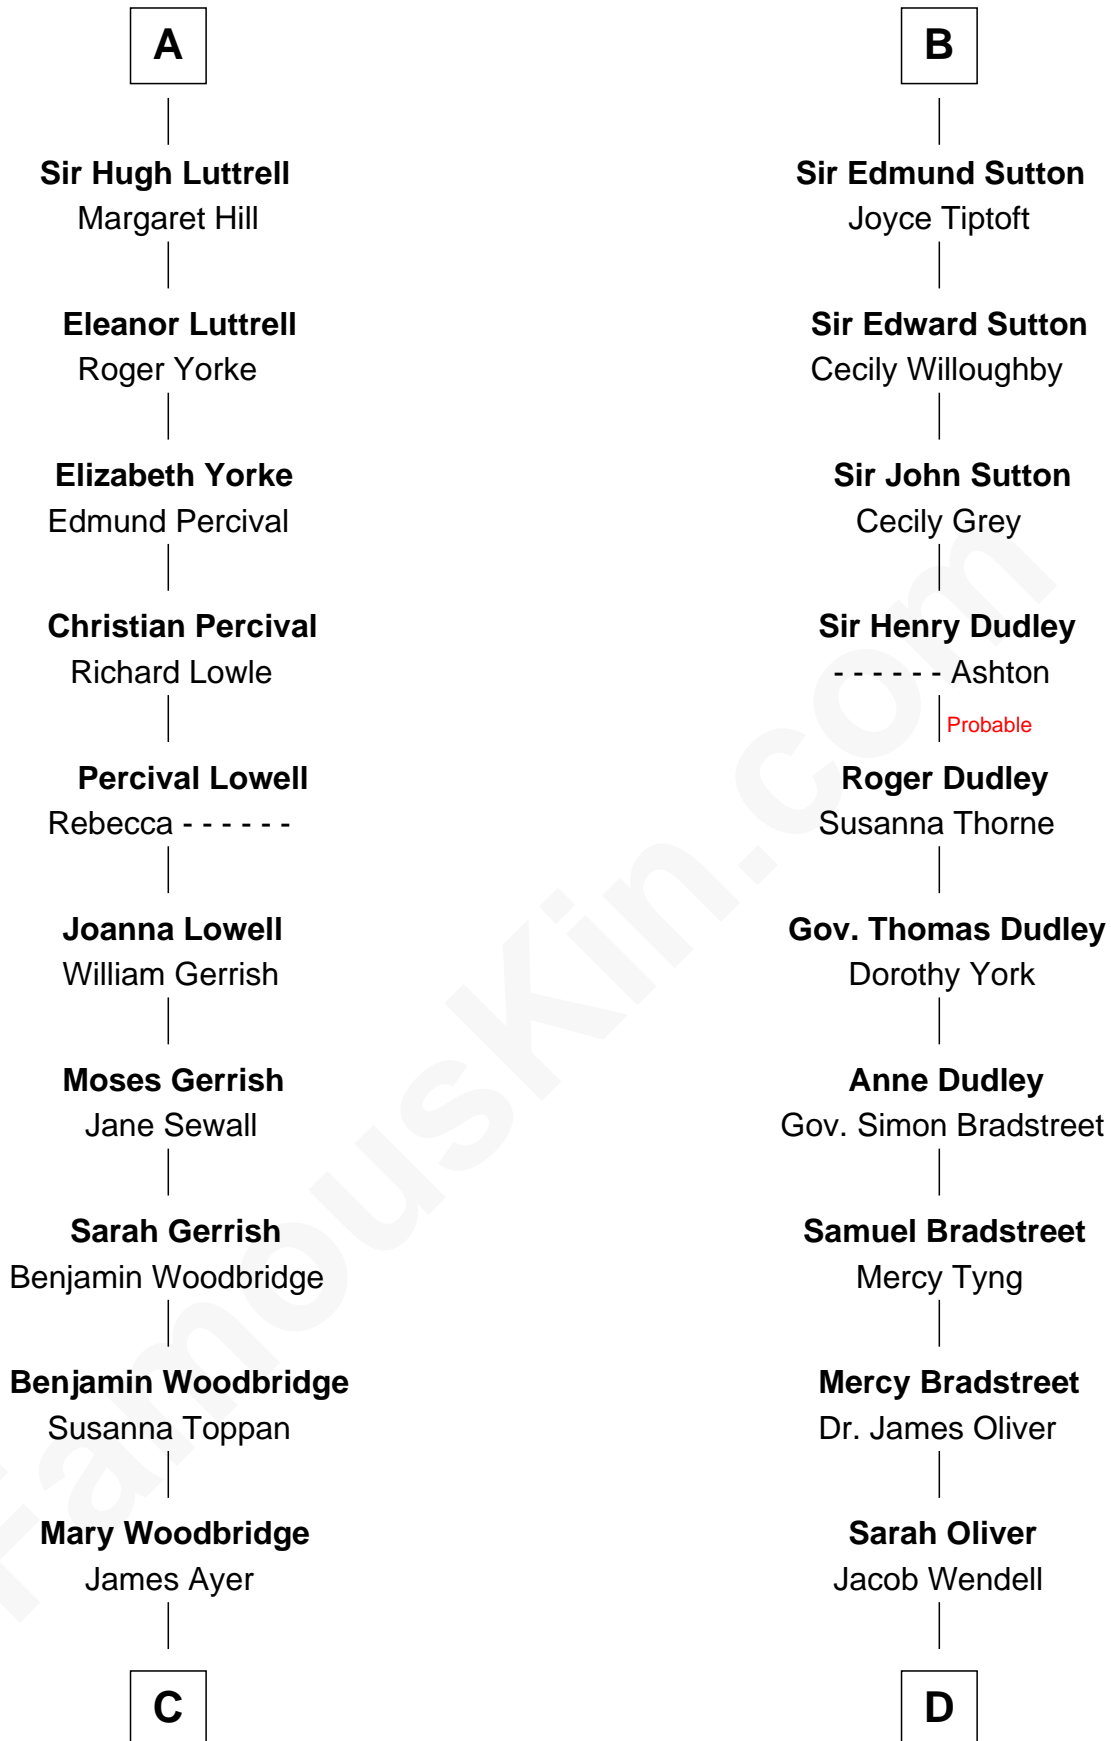 A
Sir Hugh Luttrell
Margaret Hill
Eleanor Luttrell
Roger Yorke
Elizabeth Yorke
Edmund Percival
Christian Percival
Richard Lowle
Percival Lowell
Rebecca - - - - - -
Joanna Lowell
William Gerrish
Moses Gerrish
Jane Sewall
Sarah Gerrish
Benjamin Woodbridge
Benjamin Woodbridge
Susanna Toppan
Mary Woodbridge
James Ayer
C
B
Sir Edmund Sutton
Joyce Tiptoft
Sir Edward Sutton
Cecily Willoughby
Sir John Sutton
Cecily Grey
Sir Henry Dudley
- - - - - - Ashton
Probable
Roger Dudley
Susanna Thorne
Gov. Thomas Dudley
Dorothy York
Anne Dudley
Gov. Simon Bradstreet
Samuel Bradstreet
Mercy Tyng
Mercy Bradstreet
Dr. James Oliver
Sarah Oliver
Jacob Wendell
D
FamousKin.com